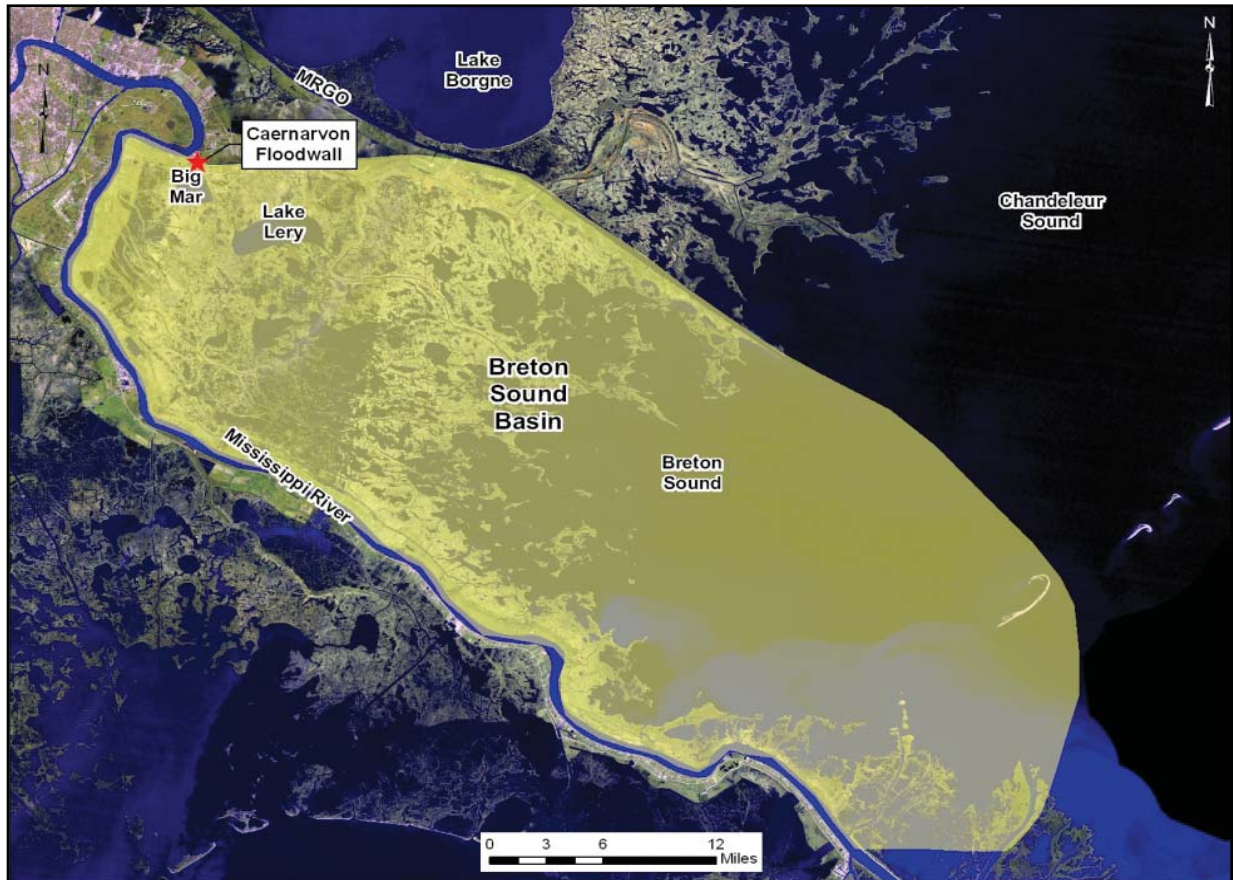 N
N
Lake
Borgne
MRGO
Caernarvon
Floodwall
Big
Mar
Lake
Lery
Chandeleur
Sound
Breton
Sound
Basin
Breton
Sound
Mississippi River
0 3 6 12
Miles